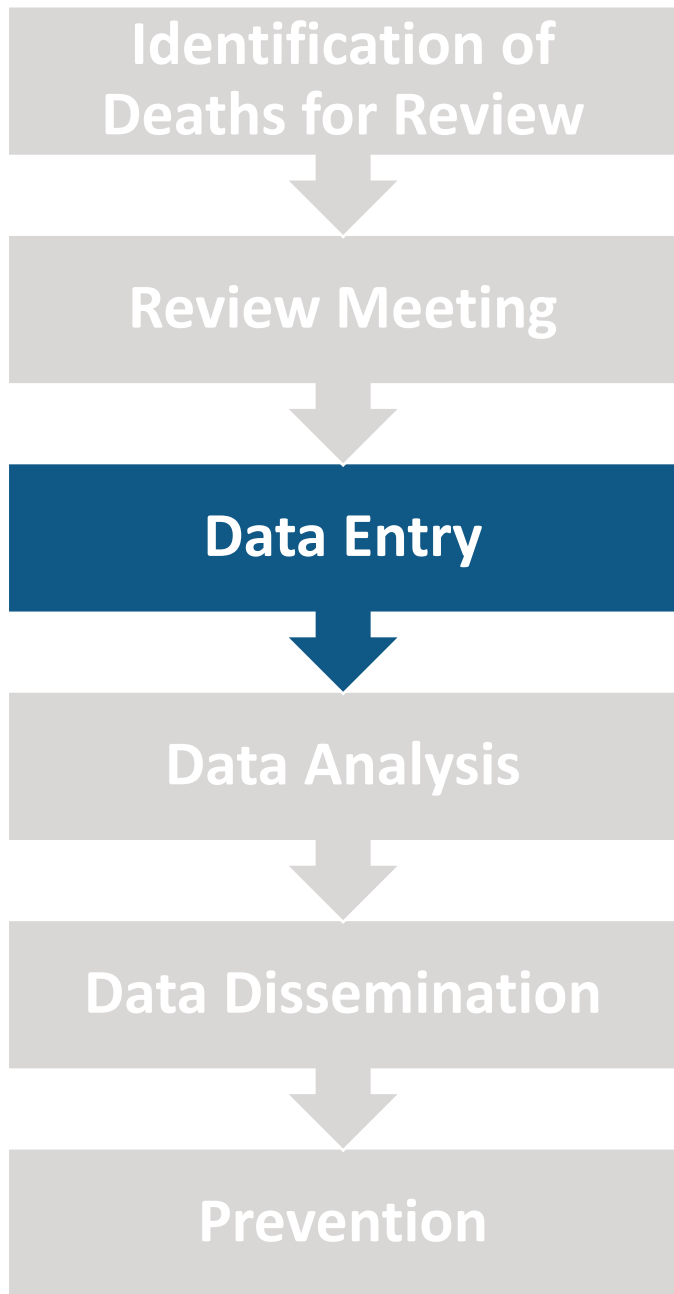 Identification of
Deaths for Review
Review Meeting
Data Entry
Data Analysis
Data Dissemination
Prevention